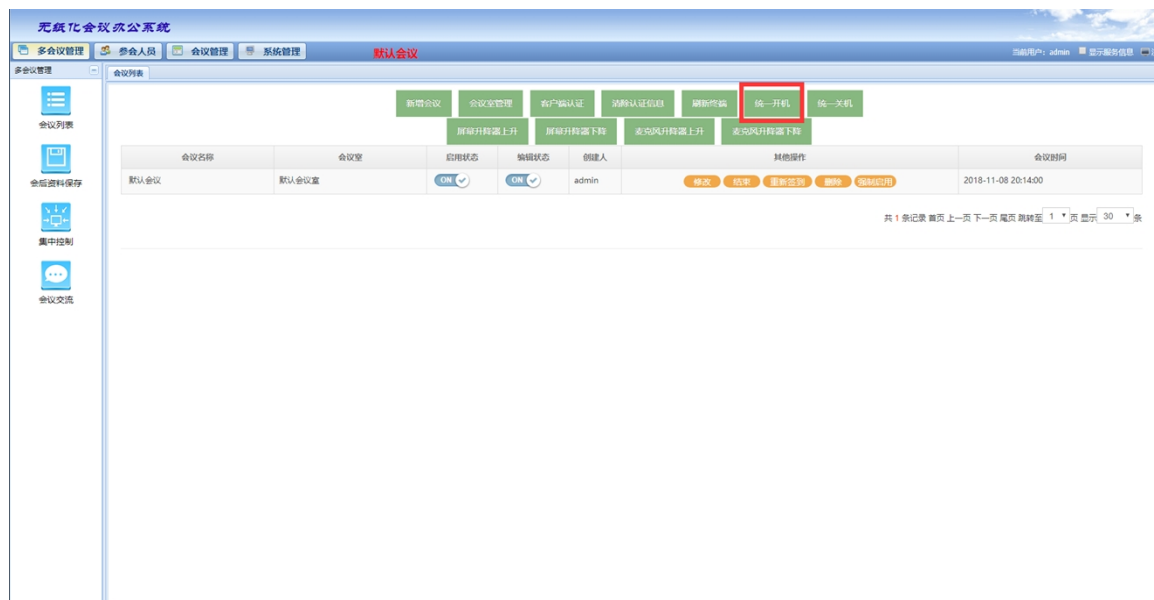 无纸化会议办公系统
多会议管理 参会人员 会议管理 系统管理 默认会议 当前用户: admin 显示服务信息
多会议管理 会议列表
新增会议 会议室管理 客户端认证 清除认证信息 刷新终端 统一开机 统一关机
屏幕升降器上升 屏幕升降器下降 麦克风升降器上升 麦克风升降器下降
会议名称 会议室 启用状态 编辑状态 创建人 其他操作 会议时间
默认会议 默认会议室 ON ON admin 修改 结束 重新签到 删除 强制启用 2018-11-08 20:14:00
共 1 条记录 首页 上一页 下一页 尾页 跳转至 1 页 显示 30 条
会议列表
会后资料保存
集中控制
会议交流